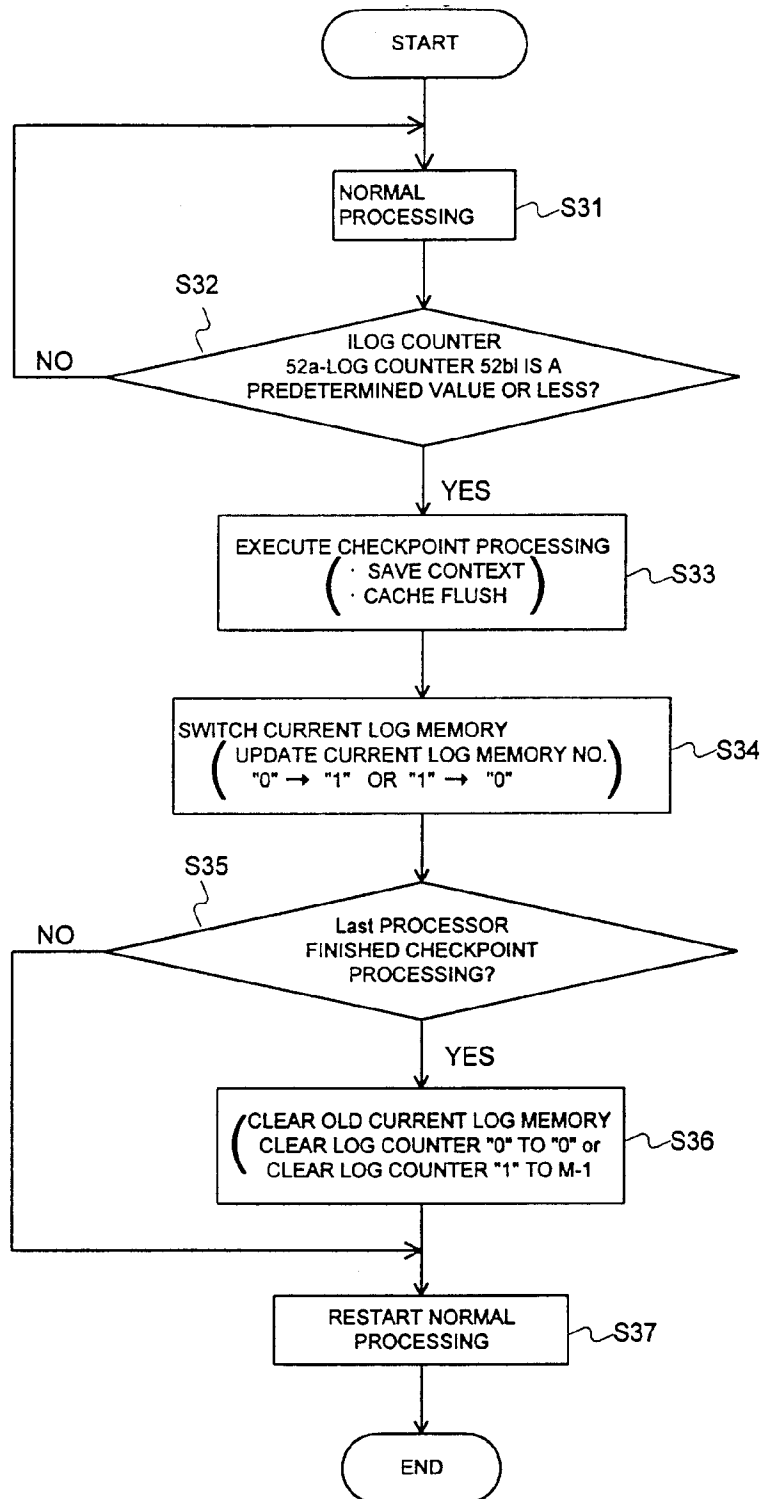 START
NORMAL
PROCESSING
S31
S32
ILOG COUNTER
52a-LOG COUNTER 52bI IS A
PREDETERMINED VALUE OR LESS?
NO
YES
EXECUTE CHECKPOINT PROCESSING
( · SAVE CONTEXT
· CACHE FLUSH )
S33
SWITCH CURRENT LOG MEMORY
( UPDATE CURRENT LOG MEMORY NO.
"0" → "1" OR "1" → "0" )
S34
S35
Last PROCESSOR
FINISHED CHECKPOINT
PROCESSING?
NO
YES
( CLEAR OLD CURRENT LOG MEMORY
CLEAR LOG COUNTER "0" TO "0" or
CLEAR LOG COUNTER "1" TO M-1
S36
RESTART NORMAL
PROCESSING
S37
END